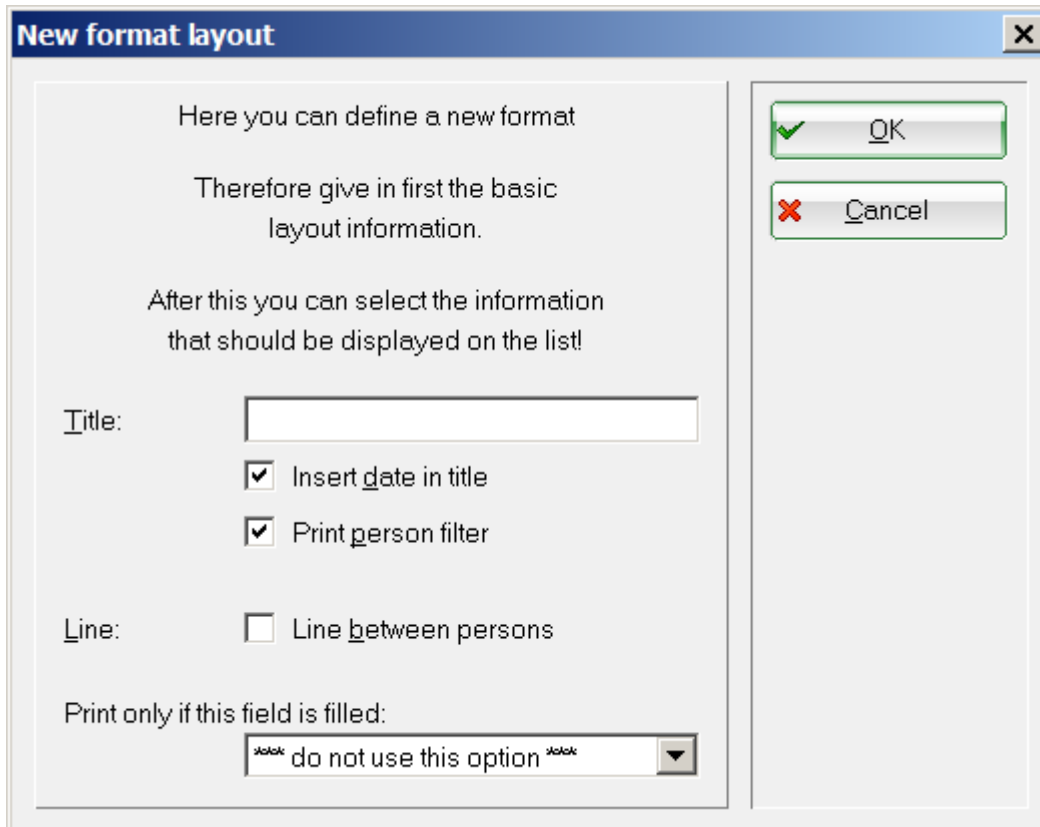 New format layout
Here you can define a new format
Therefore give in first the basic
layout information.
After this you can select the information
that should be displayed on the list!
Title:
Insert date in title
Print person filter
Line:
Line between persons
Print only if this field is filled:
*** do not use this option ***
OK
Cancel